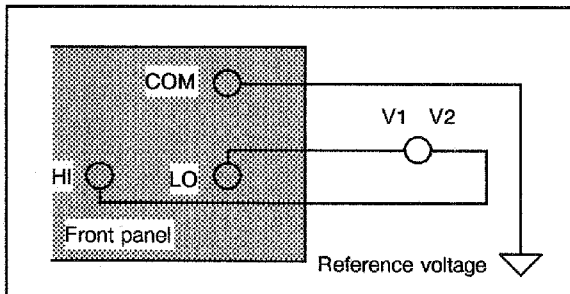 COM
V1 V2
HI
LO
Front panel
Reference voltage